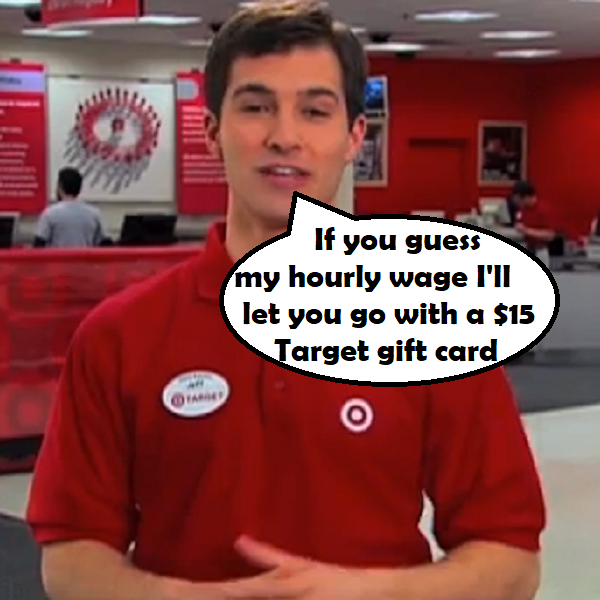 If you guess
my hourly wage I'll
let you go with a $15
Target gift card
TARGET